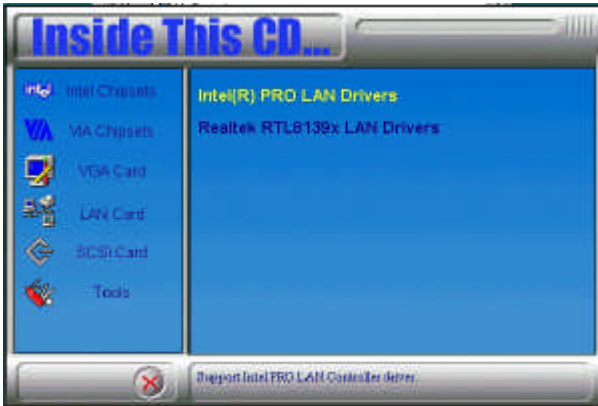 Inside This CD...
intel
Intel Chipsets
VIA
VIA Chipsets
VGA Card
LAN Card
SCSI Card
Tools
Intel(R) PRO LAN Drivers
Realtek RTL8139x LAN Drivers
Support Intel PRO LAN Controller driver.